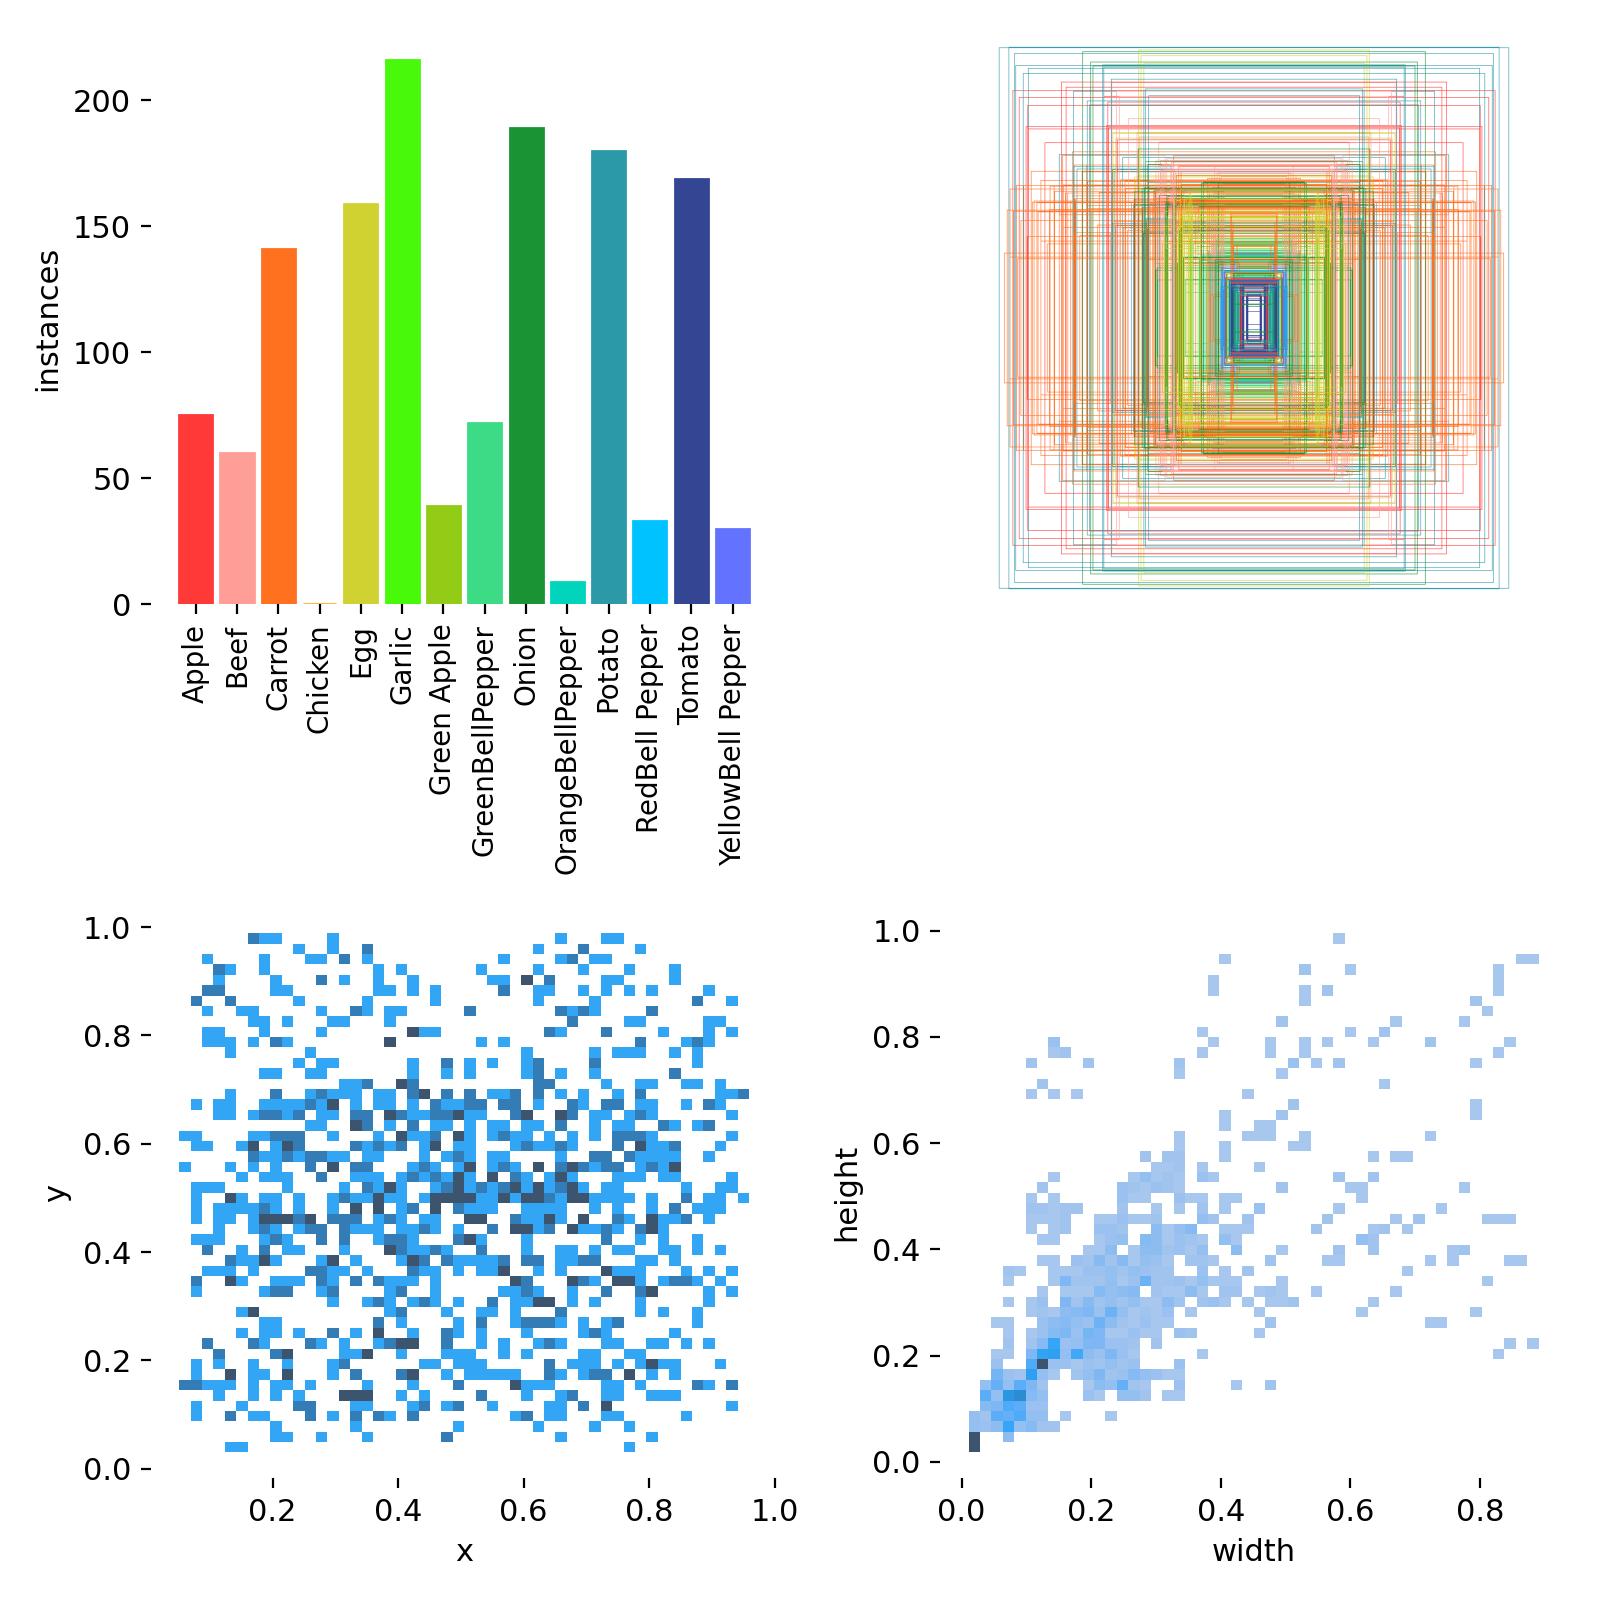 instances
200
150
100
50
0
Apple
Beef
Carrot
Chicken
Egg
Garlic
Green Apple
GreenBellPepper
Onion
OrangeBellPepper
Potato
RedBell Pepper
Tomato
YellowBell Pepper
y
1.0
0.8
0.6
0.4
0.2
0.0
0.2 0.4 0.6 0.8 1.0
x
height
1.0
0.8
0.6
0.4
0.2
0.0
0.0 0.2 0.4 0.6 0.8
width